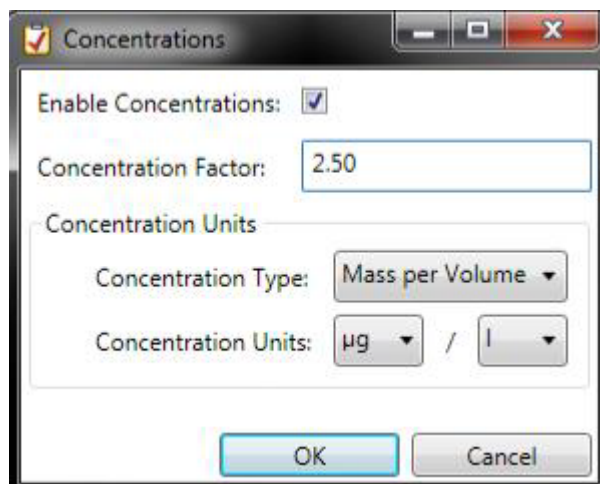 Concentrations
Enable Concentrations:
Concentration Factor: 2.50
Concentration Units
Concentration Type: Mass per Volume
Concentration Units: µg / l
OK Cancel